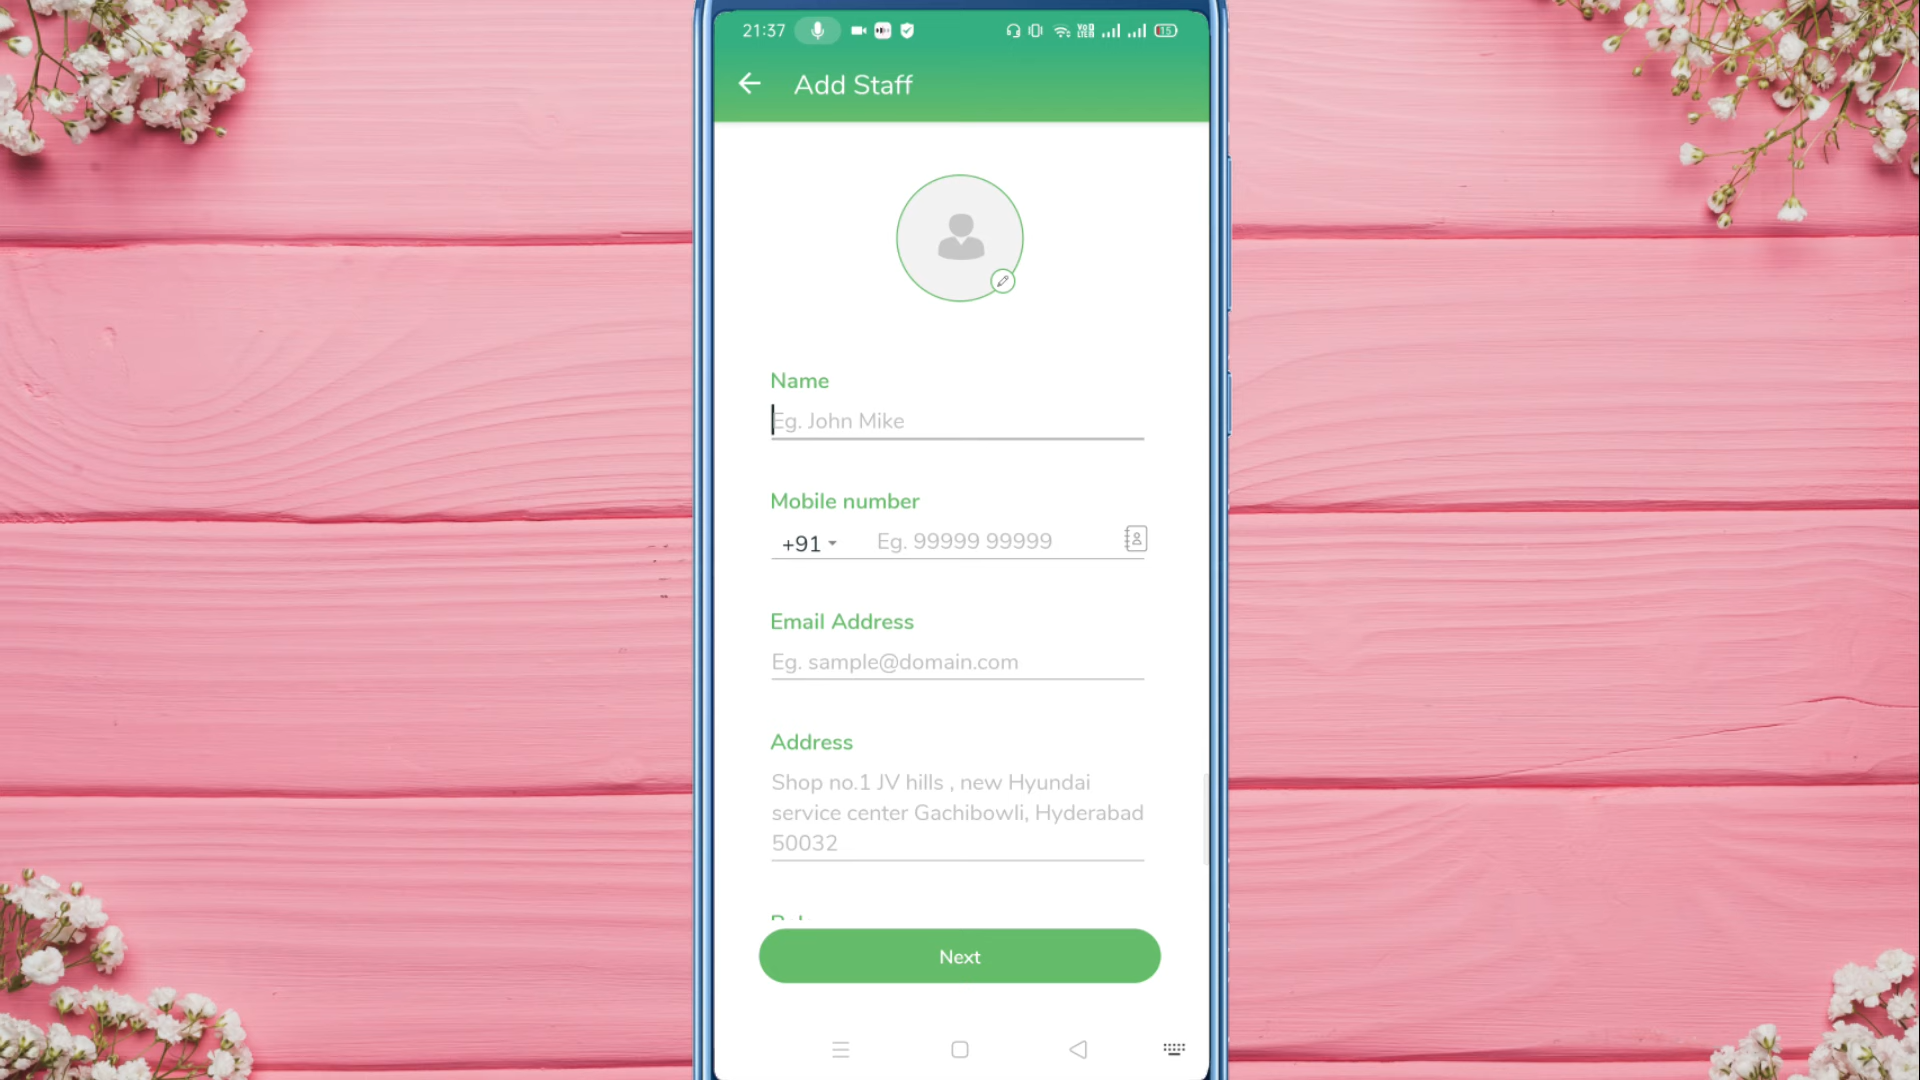 21:37
15
Add Staff
Name
Eg. John Mike
Mobile number
+91
Eg. 99999 99999
Email Address
Eg. sample@domain.com
Address
Shop no.1 JV hills , new Hyundai
service center Gachibowli, Hyderabad
50032
Next